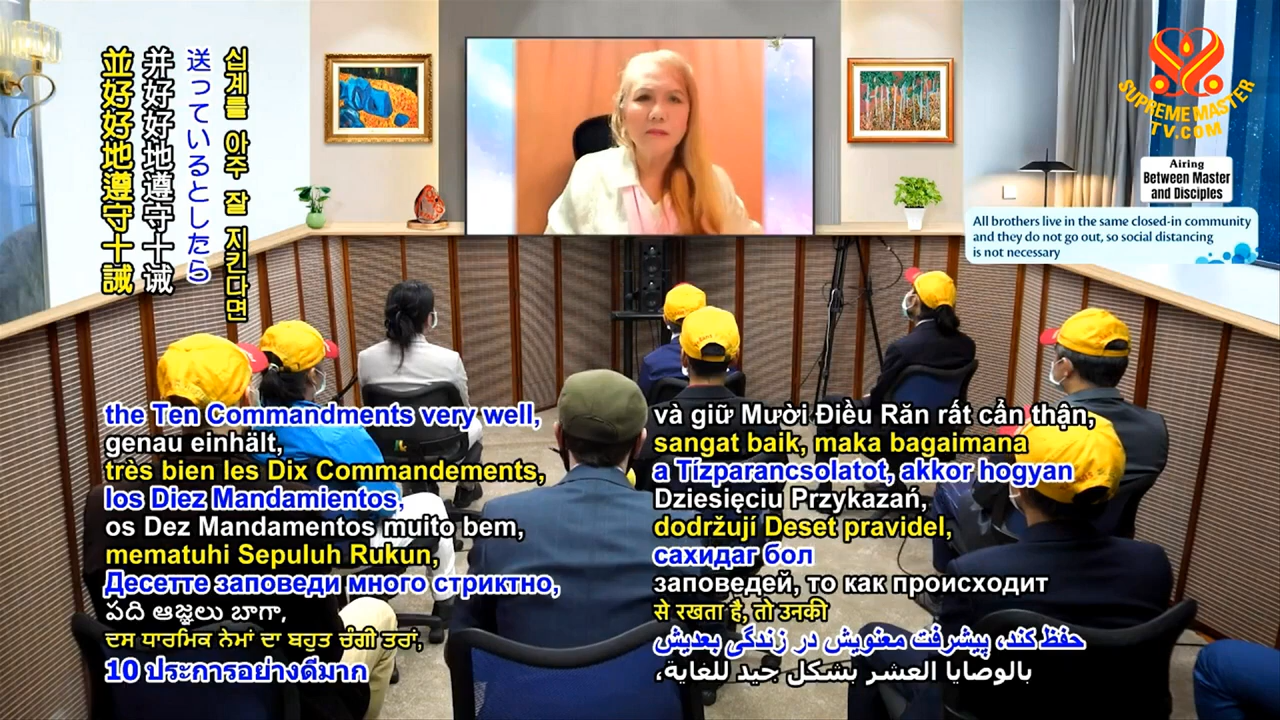 십계를 아주 잘 지킨다면
送っているとしたら
并好好地遵守十诫
並好好地遵守十誡
SUPREME MASTER
TV.COM
Airing
Between Master
and Disciples
All brothers live in the same closed-in community
and they do not go out, so social distancing
is not necessary
the Ten Commandments very well,
genau einhält,
très bien les Dix Commandements,
los Diez Mandamientos,
os Dez Mandamentos muito bem,
mematuhi Sepuluh Rukun,
Десетте заповеди много стриктно,
పది ఆజ్ఞలు బాగా,
ਦਸ ਧਾਰਮਿਕ ਨੇਮਾਂ ਦਾ ਬਹੁਤ ਚੰਗੀ ਤਰਾਂ,
10 ประการอย่างดีมาก
và giữ Mười Điều Răn rất cẩn thận,
sangat baik, maka bagaimana
a Tízparancsolatot, akkor hogyan
Dziesięciu Przykazań,
dodržují Deset pravidel,
сахидаг бол
заповедей, то как происходит
से रखता है, तो उनकी
حفظ کند، پیشرفت معنویش در زندگی بعدیش
بالوصايا العشر بشكل جيد للغاية،